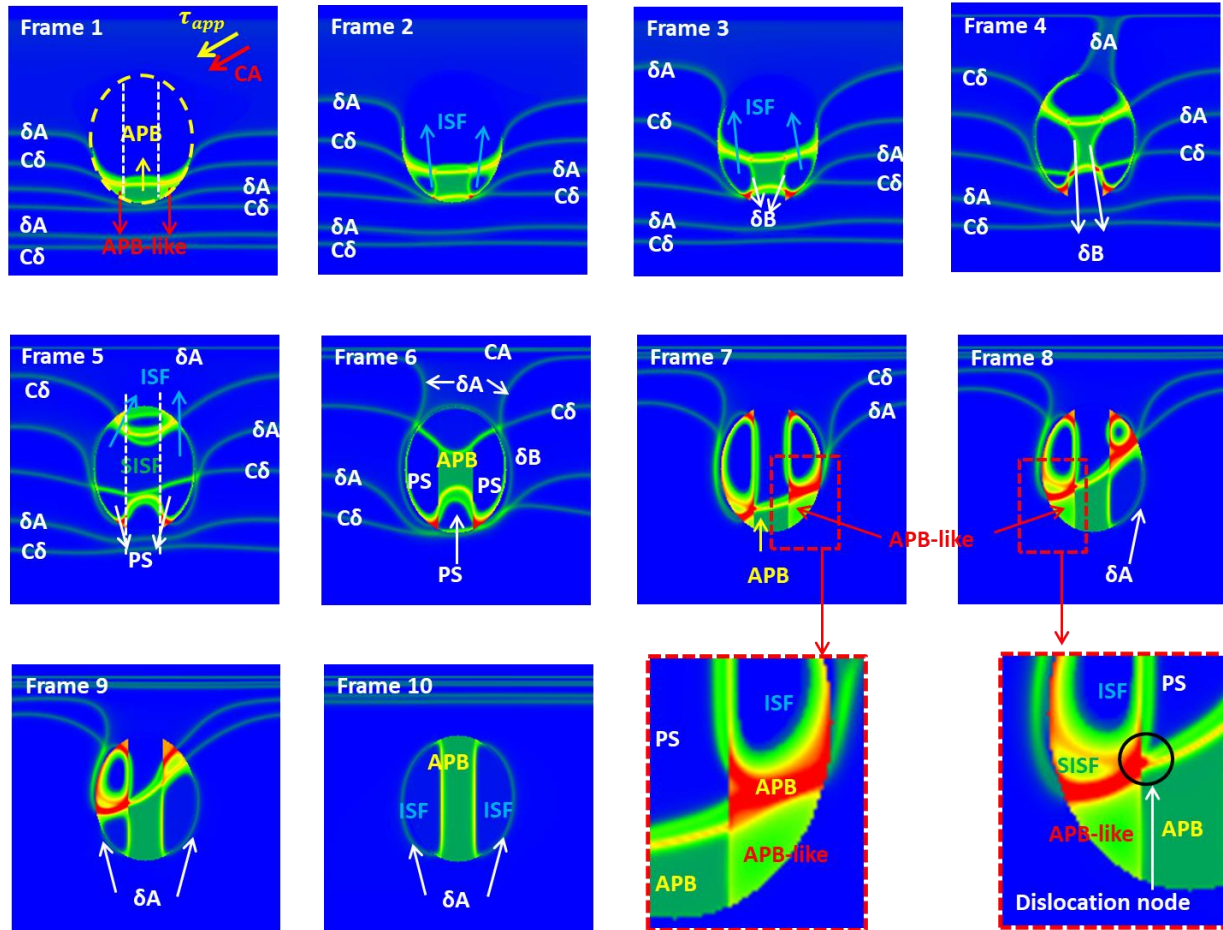 Frame 1
τapp
CA
APB
δA
Cδ
δA
Cδ
δA
APB-like
Cδ
Frame 2
δA
ISF
Cδ
δA
Cδ
δA
Cδ
Frame 3
δA
ISF
Cδ
δA
Cδ
δB
δA
Cδ
Frame 4
δA
Cδ
δA
Cδ
δA
Cδ
δB
Frame 5
δA
ISF
Cδ
δA
SISF
Cδ
δA
Cδ
PS
Frame 6
CA
δA
Cδ
APB
δB
δA
PS
PS
Cδ
PS
Frame 7
Cδ
δA
APB-like
APB
Frame 8
δA
Frame 9
δA
Frame 10
APB
ISF
ISF
δA
ISF
PS
APB
APB-like
APB
ISF
PS
SISF
APB-like
APB
Dislocation node